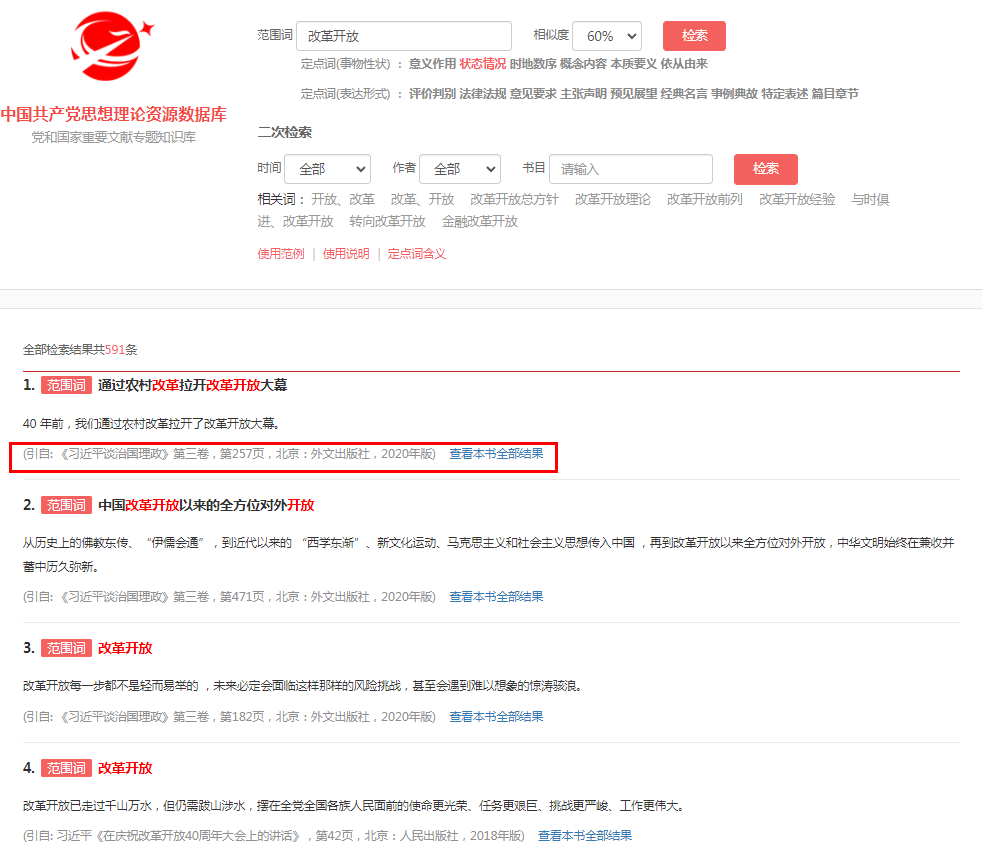 范围词 改革开放 相似度 60% 检索
定点词(事物性状) ： 意义作用 状态情况 时地数序 概念内容 本质要义 依从由来
定点词(表达形式) ： 评价判别 法律法规 意见要求 主张声明 预见展望 经典名言 事例典故 特定表述 篇目章节
中国共产党思想理论资源数据库
党和国家重要文献专题知识库
二次检索
时间 全部 作者 全部 书目 请输入 检索
相关词： 开放、改革 改革、开放 改革开放总方针 改革开放理论 改革开放前列 改革开放经验 与时俱
进、改革开放 转向改革开放 金融改革开放
使用范例 | 使用说明 | 定点词含义
全部检索结果共591条
1. 范围词 通过农村改革拉开改革开放大幕
40 年前，我们通过农村改革拉开了改革开放大幕。
(引自:《习近平谈治国理政》第三卷，第257页，北京：外文出版社，2020年版) 查看本书全部结果
2. 范围词 中国改革开放以来的全方位对外开放
从历史上的佛教东传、“伊儒会通”，到近代以来的 “西学东渐”、新文化运动、马克思主义和社会主义思想传入中国 ，再到改革开放以来全方位对外开放，中华文明始终在兼收并
蓄中历久弥新。
(引自:《习近平谈治国理政》第三卷，第471页，北京：外文出版社，2020年版) 查看本书全部结果
3. 范围词 改革开放
改革开放每一步都不是轻而易举的 ，未来必定会面临这样那样的风险挑战，甚至会遇到难以想象的惊涛骇浪。
(引自:《习近平谈治国理政》第三卷，第182页，北京：外文出版社，2020年版) 查看本书全部结果
4. 范围词 改革开放
改革开放已走过千山万水，但仍需跋山涉水，摆在全党全国各族人民面前的使命更光荣、任务更艰巨、挑战更严峻、工作更伟大。
(引自: 习近平《在庆祝改革开放40周年大会上的讲话》，第42页，北京：人民出版社，2018年版) 查看本书全部结果